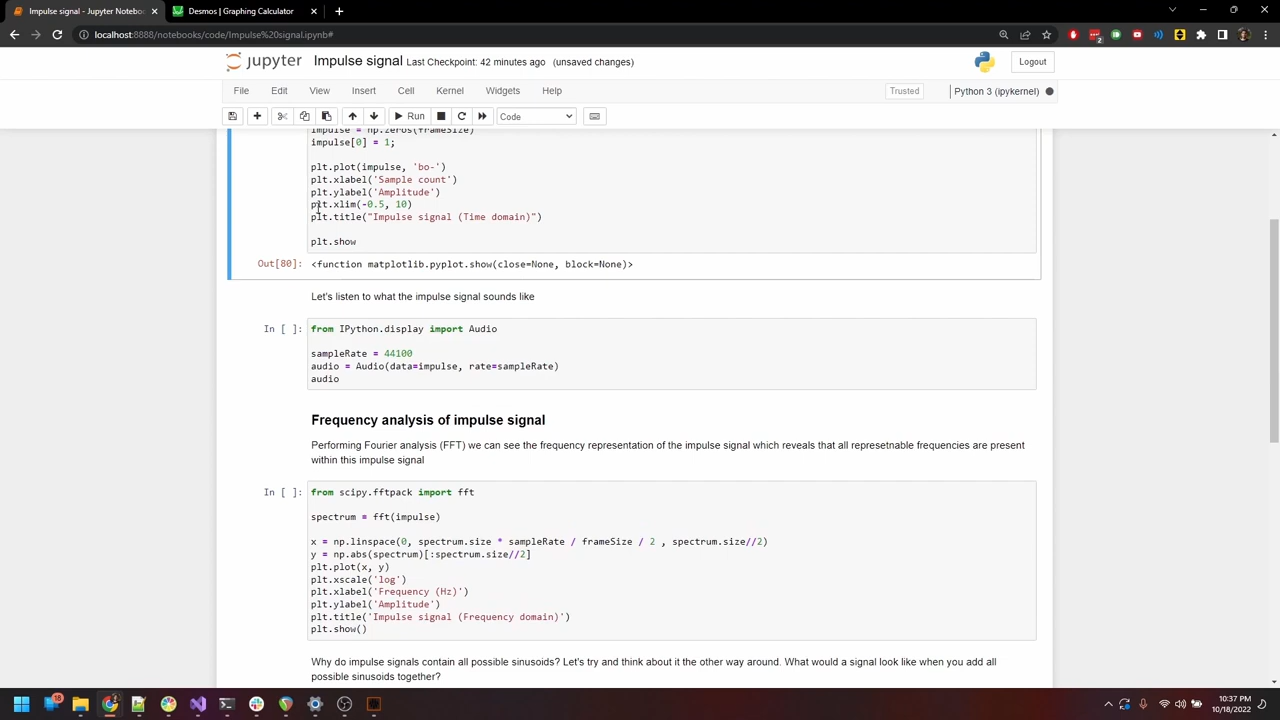 Impulse signal - Jupyter Notebo
Desmos | Graphing Calculator
localhost:8888/notebooks/code/Impulse%20signal.ipynb#
jupyter Impulse signal Last Checkpoint: 42 minutes ago (unsaved changes)
Logout
File Edit View Insert Cell Kernel Widgets Help
Trusted
Python 3 (ipykernel)
Run
Code
impulse = np.zeros(frameSize)
impulse[0] = 1;
plt.plot(impulse, 'bo-')
plt.xlabel('Sample count')
plt.ylabel('Amplitude')
plt.xlim(-0.5, 10)
plt.title("Impulse signal (Time domain)")
plt.show
Out[80]: <function matplotlib.pyplot.show(close=None, block=None)>
Let's listen to what the impulse signal sounds like
In [ ]: from IPython.display import Audio
sampleRate = 44100
audio = Audio(data=impulse, rate=sampleRate)
audio
Frequency analysis of impulse signal
Performing Fourier analysis (FFT) we can see the frequency representation of the impulse signal which reveals that all represetnable frequencies are present
within this impulse signal
In [ ]: from scipy.fftpack import fft
spectrum = fft(impulse)
x = np.linspace(0, spectrum.size * sampleRate / frameSize / 2 , spectrum.size//2)
y = np.abs(spectrum)[:spectrum.size//2]
plt.plot(x, y)
plt.xscale('log')
plt.xlabel('Frequency (Hz)')
plt.ylabel('Amplitude')
plt.title('Impulse signal (Frequency domain)')
plt.show()
Why do impulse signals contain all possible sinusoids? Let's try and think about it the other way around. What would a signal look like when you add all
possible sinusoids together?
10:37 PM
10/18/2022